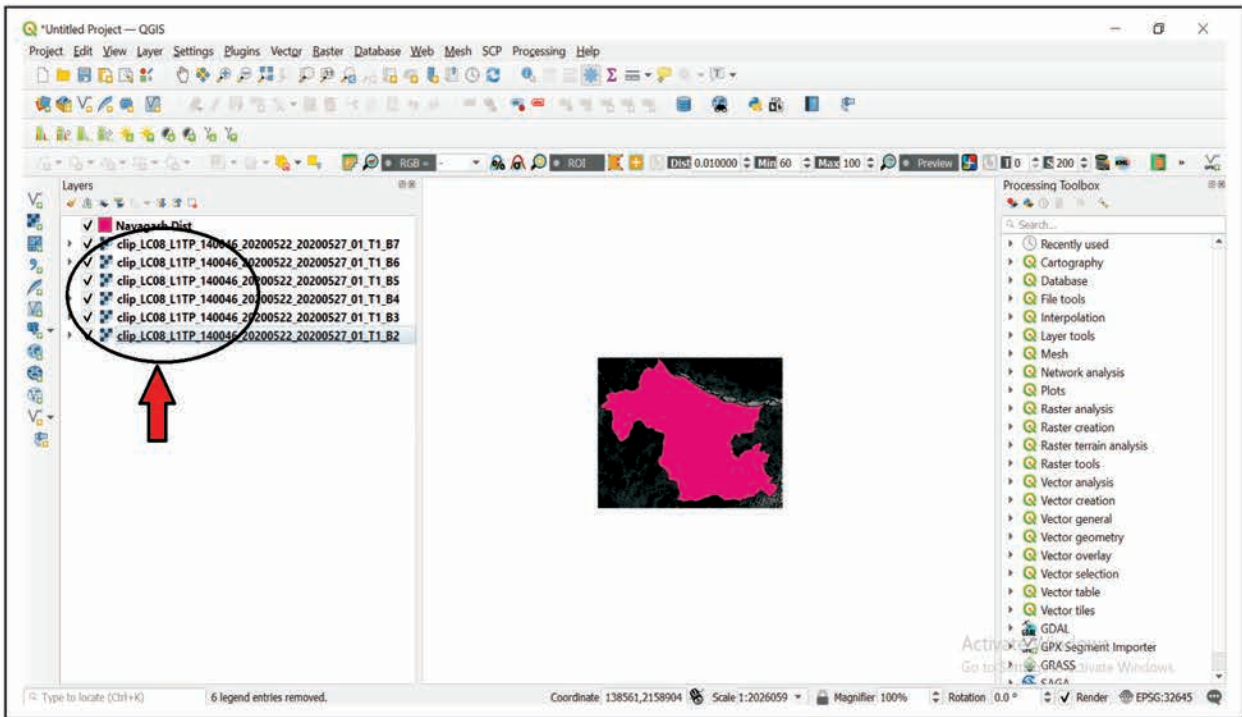 *Untitled Project — QGIS
Project Edit View Layer Settings Plugins Vector Raster Database Web Mesh SCP Processing Help
RGB = - ROI Dist 0.010000 Min 60 Max 100 Preview T 0 S 200
Layers
Nayagarh Dist
clip_LC08_L1TP_140046_20200522_20200527_01_T1_B7
clip_LC08_L1TP_140046_20200522_20200527_01_T1_B6
clip_LC08_L1TP_140046_20200522_20200527_01_T1_B5
clip_LC08_L1TP_140046_20200522_20200527_01_T1_B4
clip_LC08_L1TP_140046_20200522_20200527_01_T1_B3
clip_LC08_L1TP_140046_20200522_20200527_01_T1_B2
Processing Toolbox
Search...
Recently used
Cartography
Database
File tools
Interpolation
Layer tools
Mesh
Network analysis
Plots
Raster analysis
Raster creation
Raster terrain analysis
Raster tools
Vector analysis
Vector creation
Vector general
Vector geometry
Vector overlay
Vector selection
Vector table
Vector tiles
GDAL
GPX Segment Importer
GRASS
SAGA
Activate Windows
Go to Settings to activate Windows.
Type to locate (Ctrl+K) 6 legend entries removed. Coordinate 138561,2158904 Scale 1:2026059 Magnifier 100% Rotation 0.0 ° Render EPSG:32645